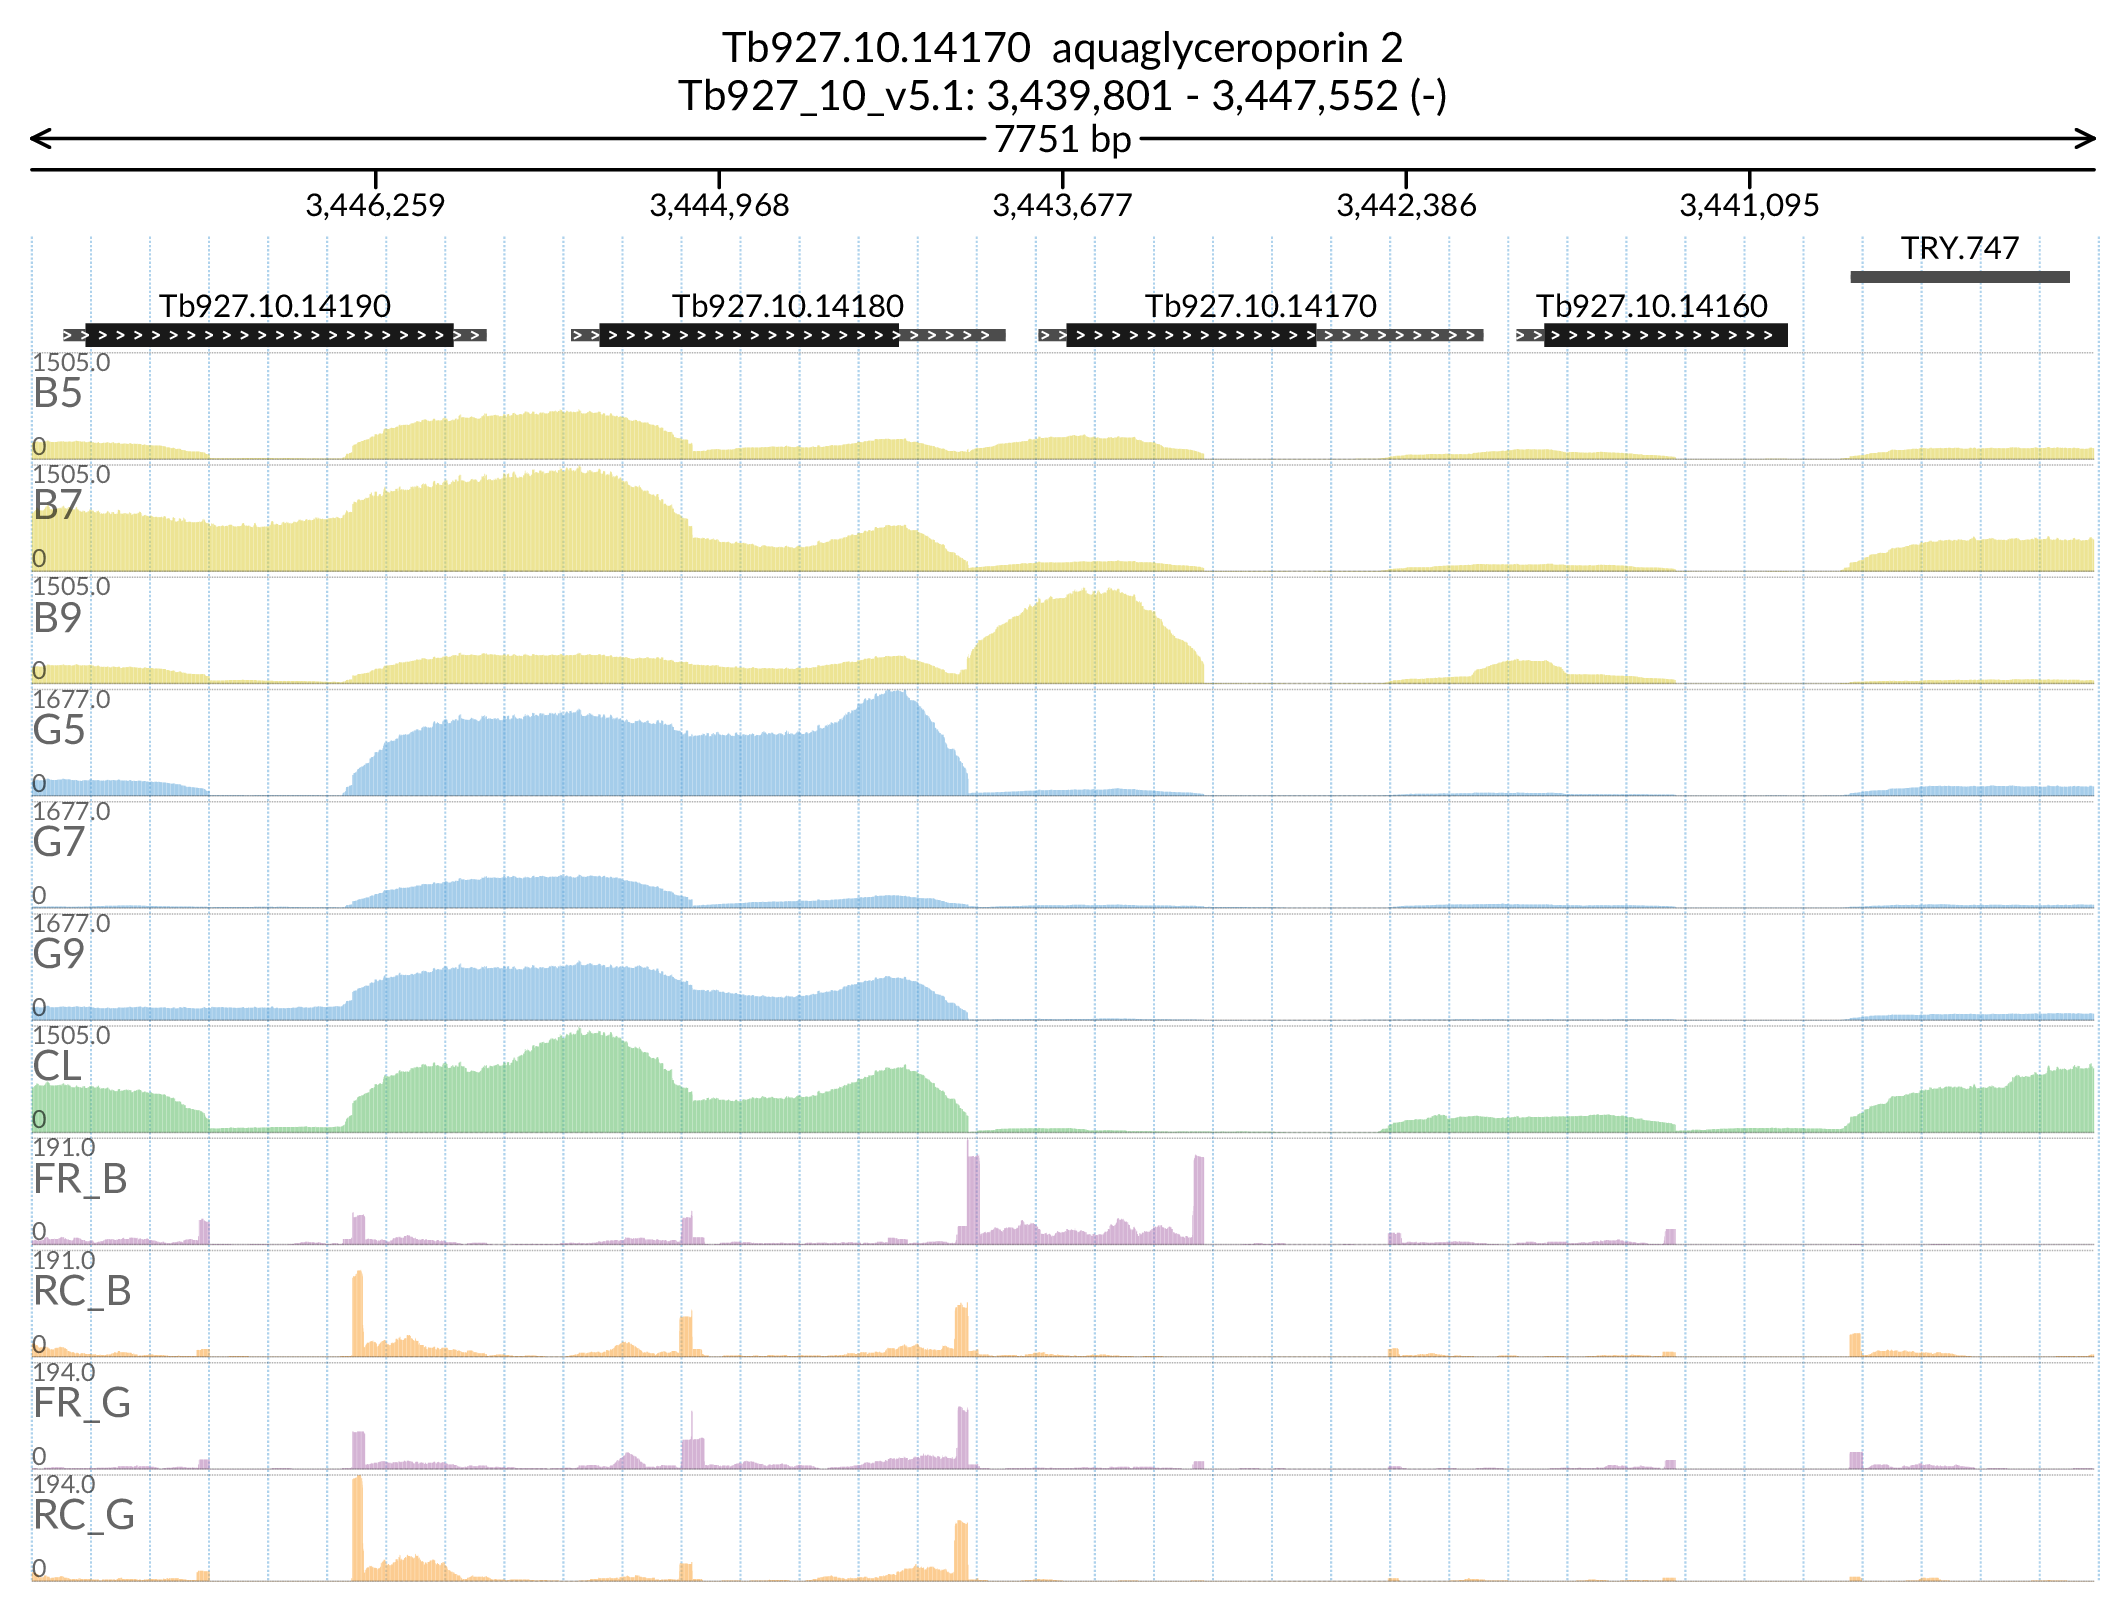 Tb927.10.14170  aquaglyceroporin 2
Tb927_10_v5.1: 3,439,801 - 3,447,552 (-)
7751 bp
3,446,259 3,444,968 3,443,677 3,442,386 3,441,095
TRY.747
Tb927.10.14190 Tb927.10.14180 Tb927.10.14170 Tb927.10.14160
1505.0
B5
0
1505.0
B7
0
1505.0
B9
0
1677.0
G5
0
1677.0
G7
0
1677.0
G9
0
1505.0
CL
0
191.0
FR_B
0
191.0
RC_B
0
194.0
FR_G
0
194.0
RC_G
0